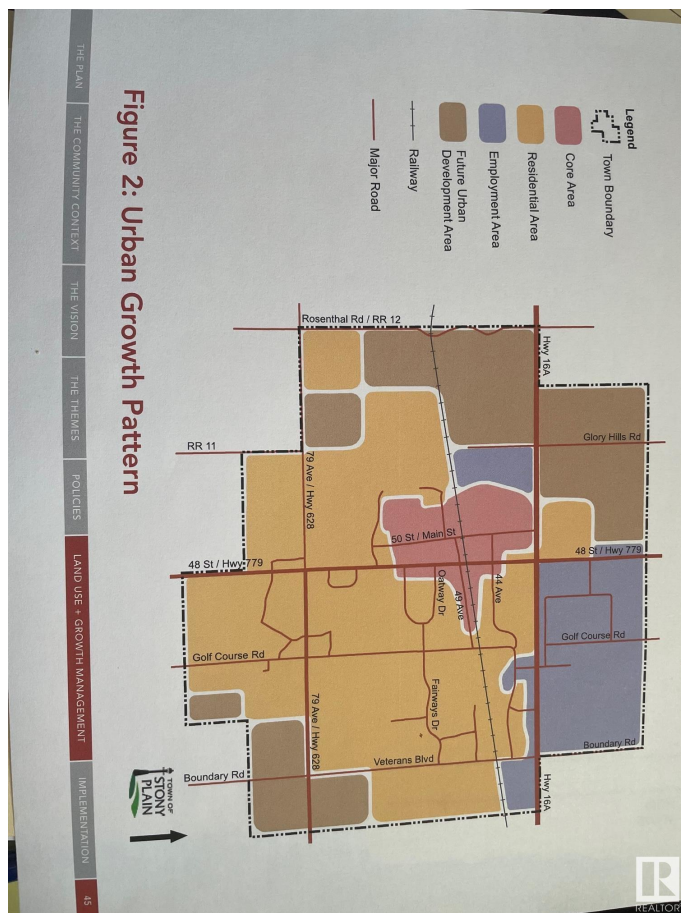 Legend
Town Boundary
Core Area
Residential Area
Employment Area
Future Urban
Development Area
Railway
Major Road
Rosenthal Rd / RR 12
Hwy 16A
Glory Hills Rd
RR 11
79 Ave / Hwy 628
50 St / Main St
48 St / Hwy 779
48 St / Hwy 779
44 Ave
49 Ave
Oatway Dr
Golf Course Rd
Golf Course Rd
Fairways Dr
79 Ave / Hwy 628
Veterans Blvd
Boundary Rd
Boundary Rd
Hwy 16A
TOWN OF
STONY
PLAIN
Figure 2: Urban Growth Pattern
THE PLAN
THE COMMUNITY CONTEXT
THE VISION
THE THEMES
POLICIES
LAND USE + GROWTH MANAGEMENT
IMPLEMENTATION
45
REALTOR